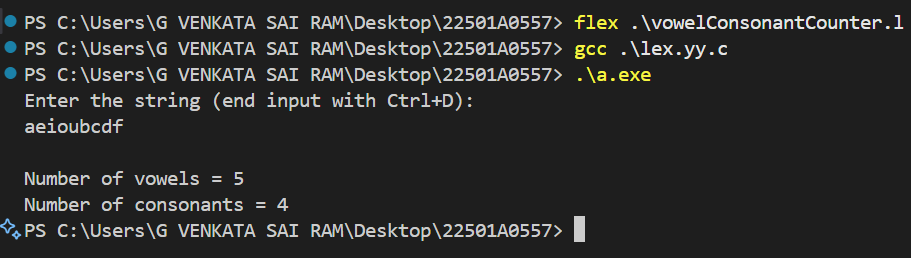 PS C:\Users\G VENKATA SAI RAM\Desktop\22501A0557> flex .\vowelConsonantCounter.l
PS C:\Users\G VENKATA SAI RAM\Desktop\22501A0557> gcc .\lex.yy.c
PS C:\Users\G VENKATA SAI RAM\Desktop\22501A0557> .\a.exe
Enter the string (end input with Ctrl+D):
aeioubcdf
Number of vowels = 5
Number of consonants = 4
PS C:\Users\G VENKATA SAI RAM\Desktop\22501A0557>